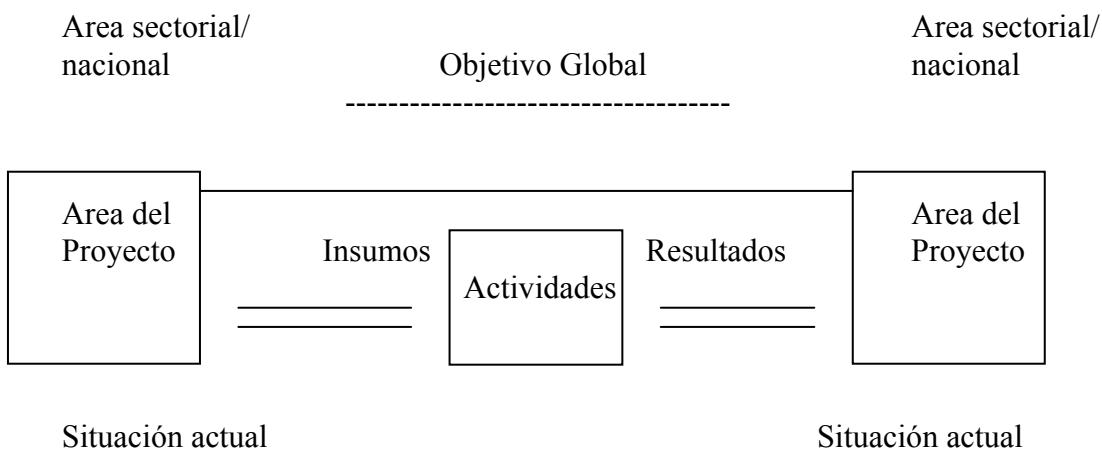 Area sectorial/
nacional
Objetivo Global
------------------------------------
Area sectorial/
nacional
Area del
Proyecto
Insumos
Actividades
Resultados
Area del
Proyecto
Situación actual
Situación actual